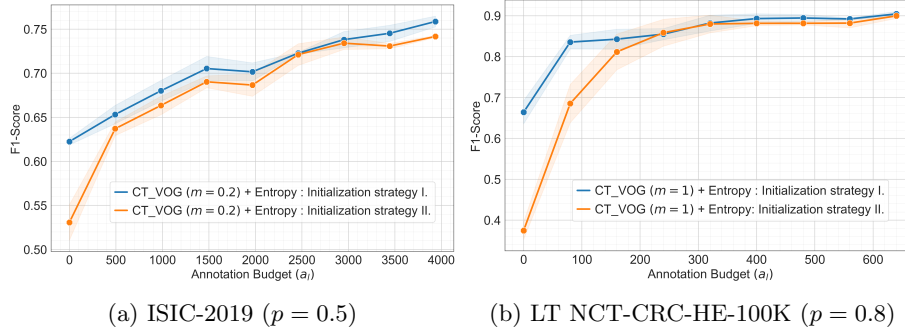 0.75
0.70
0.65
0.60
0.55
0.50
F1-Score
CT_VOG (m = 0.2) + Entropy : Initialization strategy I.
CT_VOG (m = 0.2) + Entropy : Initialization strategy II.
0 500 1000 1500 2000 2500 3000 3500 4000
Annotation Budget (aₗ)
(a) ISIC-2019 (p = 0.5)
0.9
0.8
0.7
0.6
0.5
0.4
F1-Score
CT_VOG (m = 1) + Entropy : Initialization strategy I.
CT_VOG (m = 1) + Entropy: Initialization strategy II.
0 100 200 300 400 500 600
Annotation Budget (aₗ)
(b) LT NCT-CRC-HE-100K (p = 0.8)